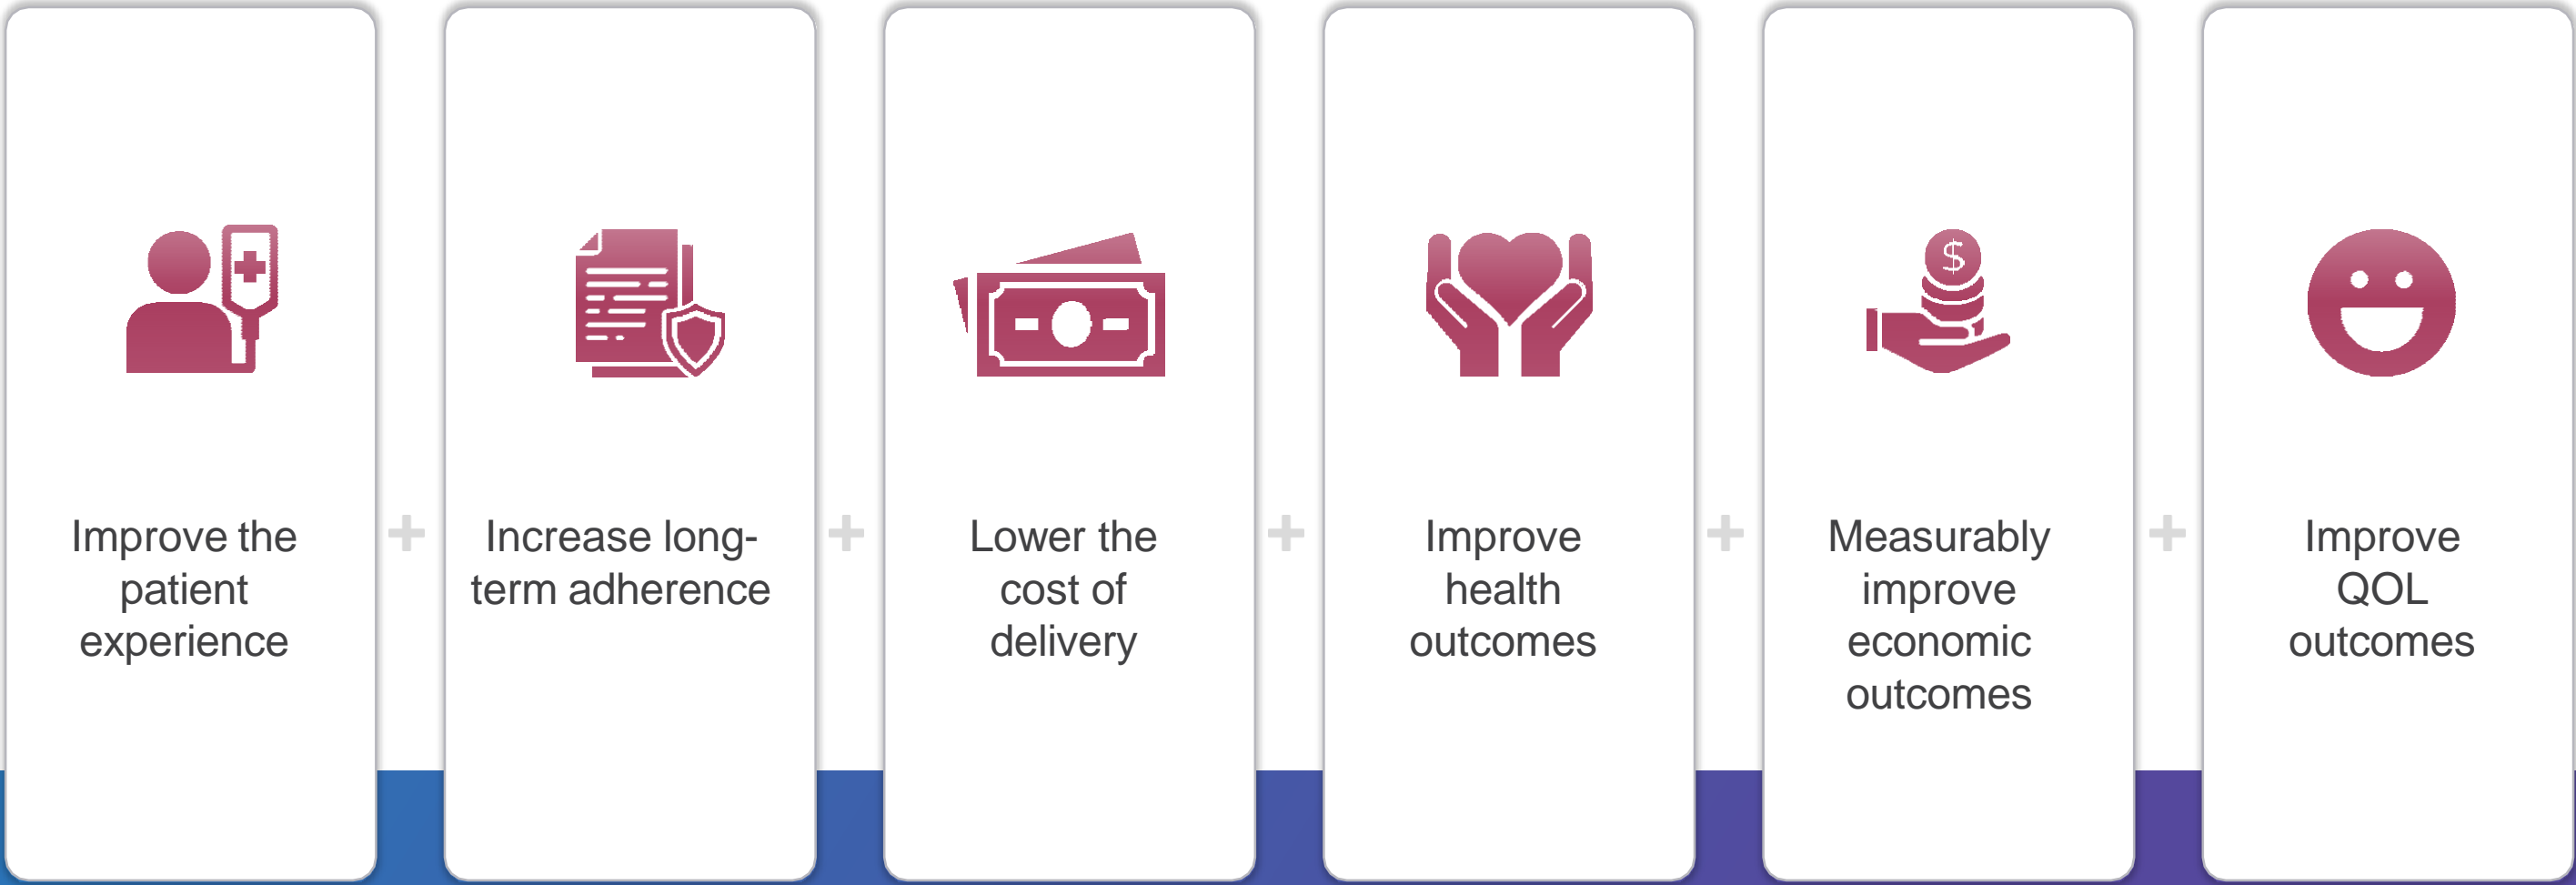 Improve the
patient
experience
Increase long-
term adherence
Lower the
cost of
delivery
Improve
health
outcomes
$
Measurably
improve
economic
outcomes
Improve
QOL
outcomes